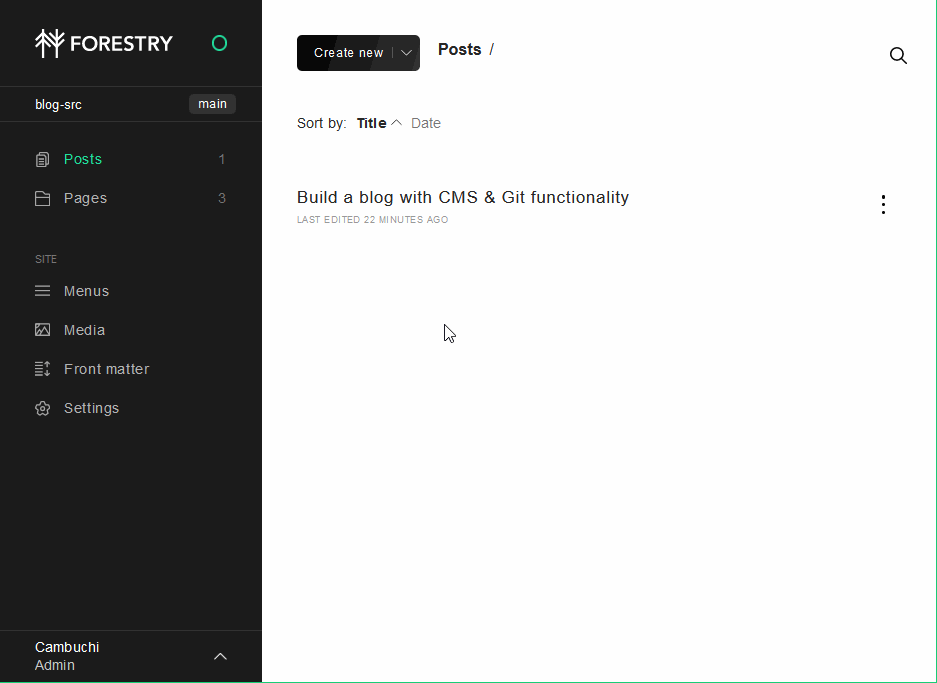 FORESTRY
blog-src main
Posts 1
Pages 3
SITE
Menus
Media
Front matter
Settings
Cambuchi
Admin
Create new Posts /
Sort by: Title Date
Build a blog with CMS & Git functionality
LAST EDITED 22 MINUTES AGO